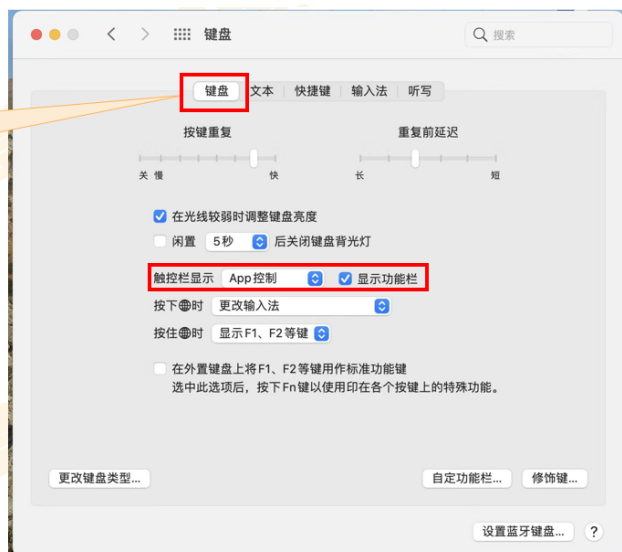 键盘
搜索
键盘 文本 快捷键 输入法 听写
按键重复 重复前延迟
关 慢 快 长 短
在光线较弱时调整键盘亮度
闲置 5秒 后关闭键盘背光灯
触控栏显示 App控制 显示功能栏
按下时 更改输入法
按住时 显示F1、F2等键
在外置键盘上将F1、F2等键用作标准功能键
选中此选项后，按下Fn键以使用印在各个按键上的特殊功能。
更改键盘类型... 自定功能栏... 修饰键...
设置蓝牙键盘... ?